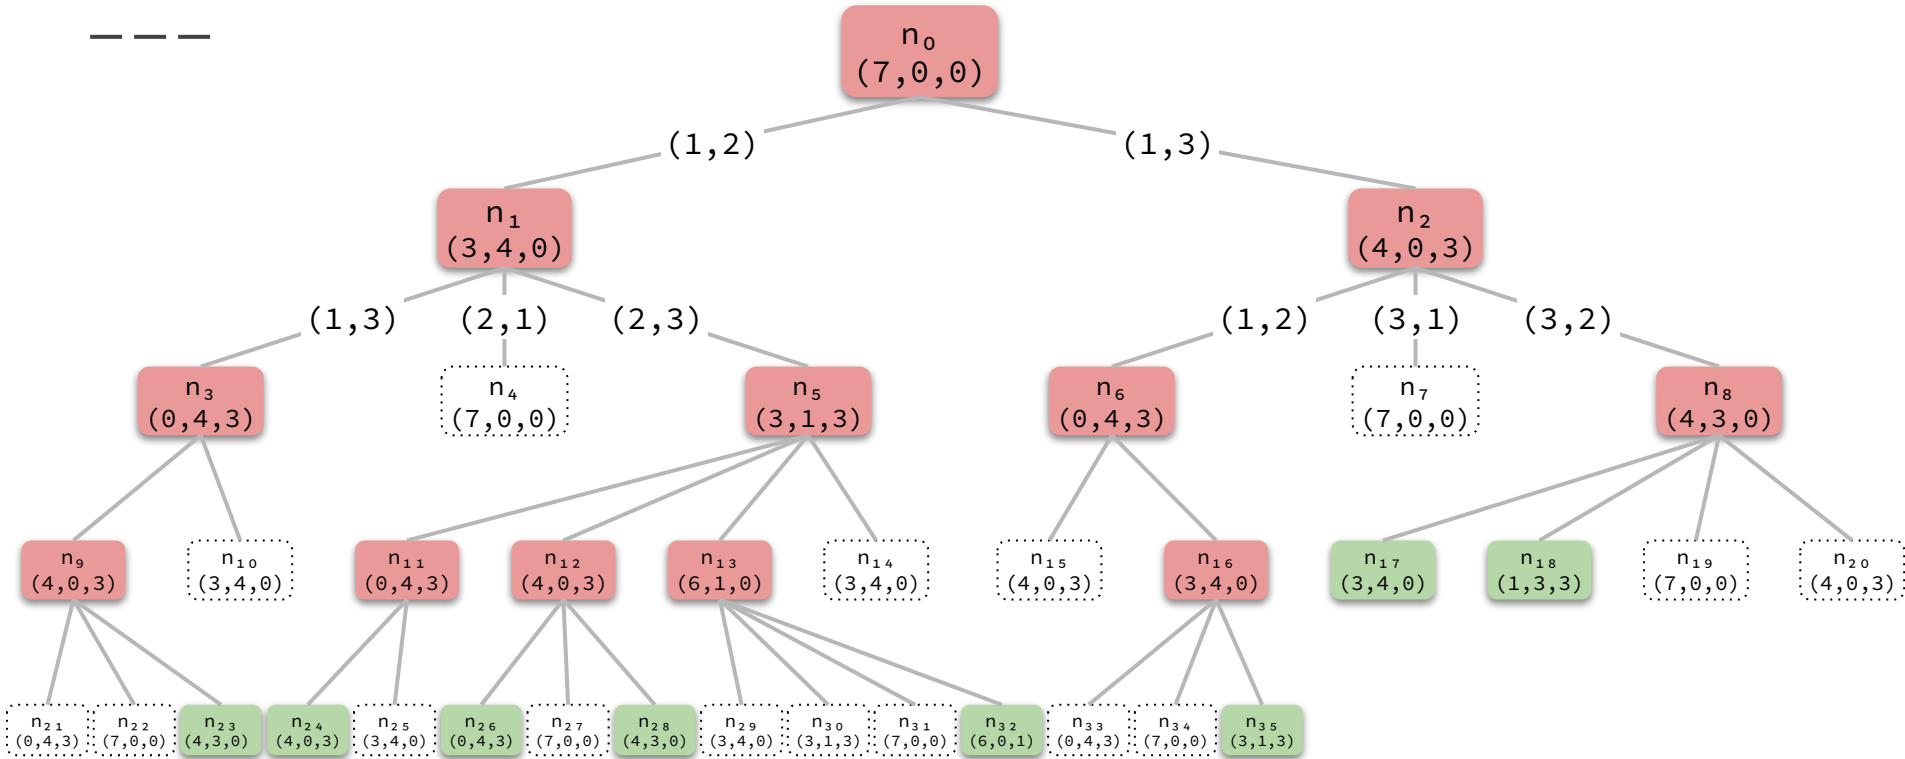 n₀
(7,0,0)
(1,2)
(1,3)
n₁
(3,4,0)
n₂
(4,0,3)
(1,3)
(2,1)
(2,3)
(1,2)
(3,1)
(3,2)
n₃
(0,4,3)
n₄
(7,0,0)
n₅
(3,1,3)
n₆
(0,4,3)
n₇
(7,0,0)
n₈
(4,3,0)
n₉
(4,0,3)
n₁₀
(3,4,0)
n₁₁
(0,4,3)
n₁₂
(4,0,3)
n₁₃
(6,1,0)
n₁₄
(3,4,0)
n₁₅
(4,0,3)
n₁₆
(3,4,0)
n₁₇
(3,4,0)
n₁₈
(1,3,3)
n₁₉
(7,0,0)
n₂₀
(4,0,3)
n₂₁
(0,4,3)
n₂₂
(7,0,0)
n₂₃
(4,3,0)
n₂₄
(4,0,3)
n₂₅
(3,4,0)
n₂₆
(0,4,3)
n₂₇
(7,0,0)
n₂₈
(4,3,0)
n₂₉
(3,4,0)
n₃₀
(3,1,3)
n₃₁
(7,0,0)
n₃₂
(6,0,1)
n₃₃
(0,4,3)
n₃₄
(7,0,0)
n₃₅
(3,1,3)